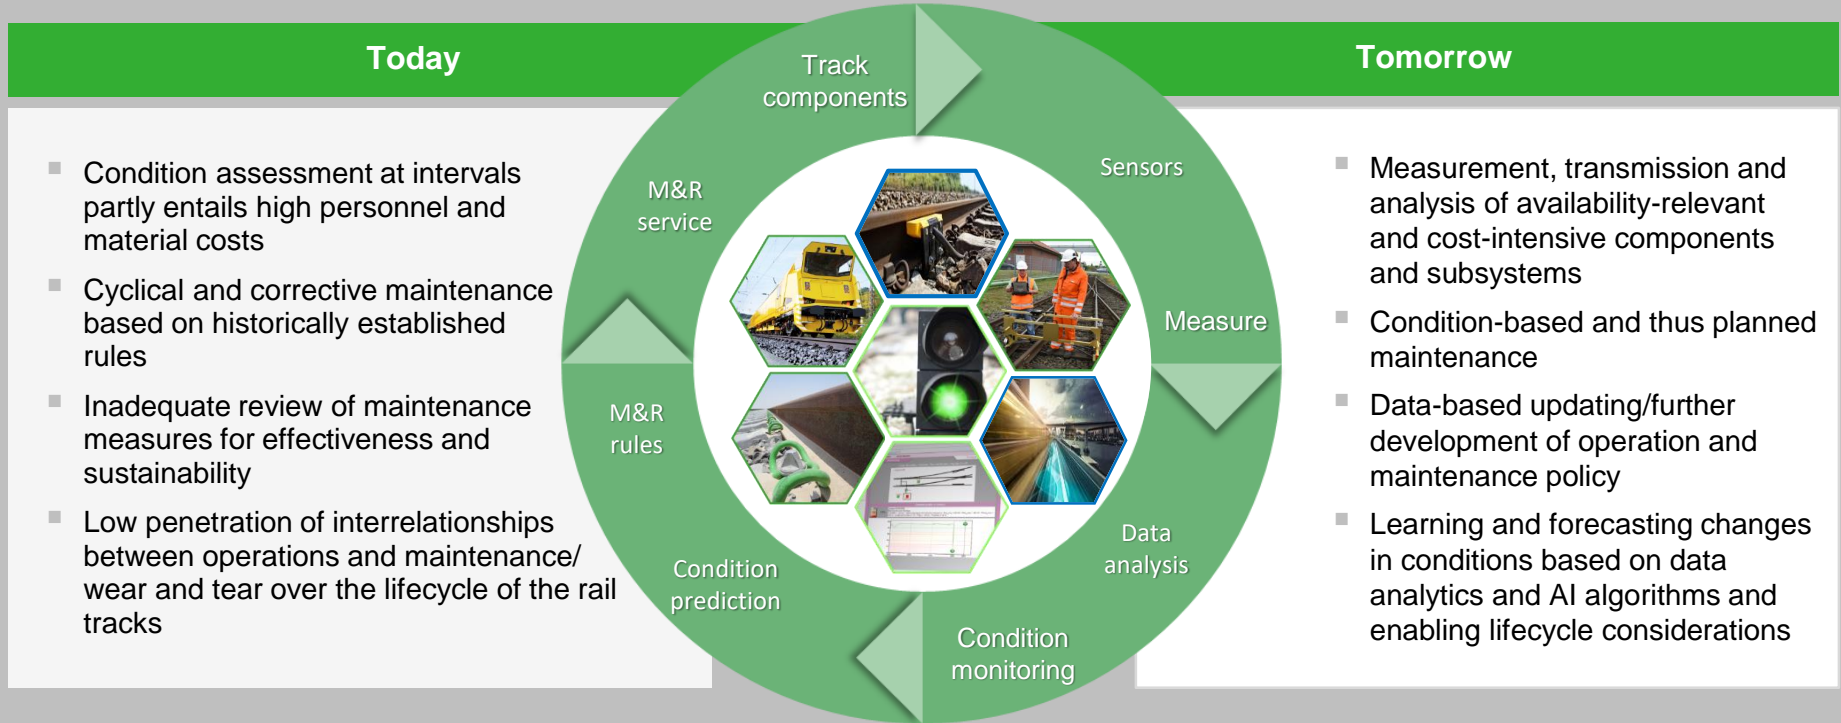 Today
Condition assessment at intervals
partly entails high personnel and
material costs
Cyclical and corrective maintenance
based on historically established
rules
Inadequate review of maintenance
measures for effectiveness and
sustainability
Low penetration of interrelationships
between operations and maintenance/
wear and tear over the lifecycle of the rail
tracks
Track
components
Sensors
Measure
Data
analysis
Condition
monitoring
Condition
prediction
M&R
rules
M&R
service
Tomorrow
Measurement, transmission and
analysis of availability-relevant
and cost-intensive components
and subsystems
Condition-based and thus planned
maintenance
Data-based updating/further
development of operation and
maintenance policy
Learning and forecasting changes
in conditions based on data
analytics and AI algorithms and
enabling lifecycle considerations